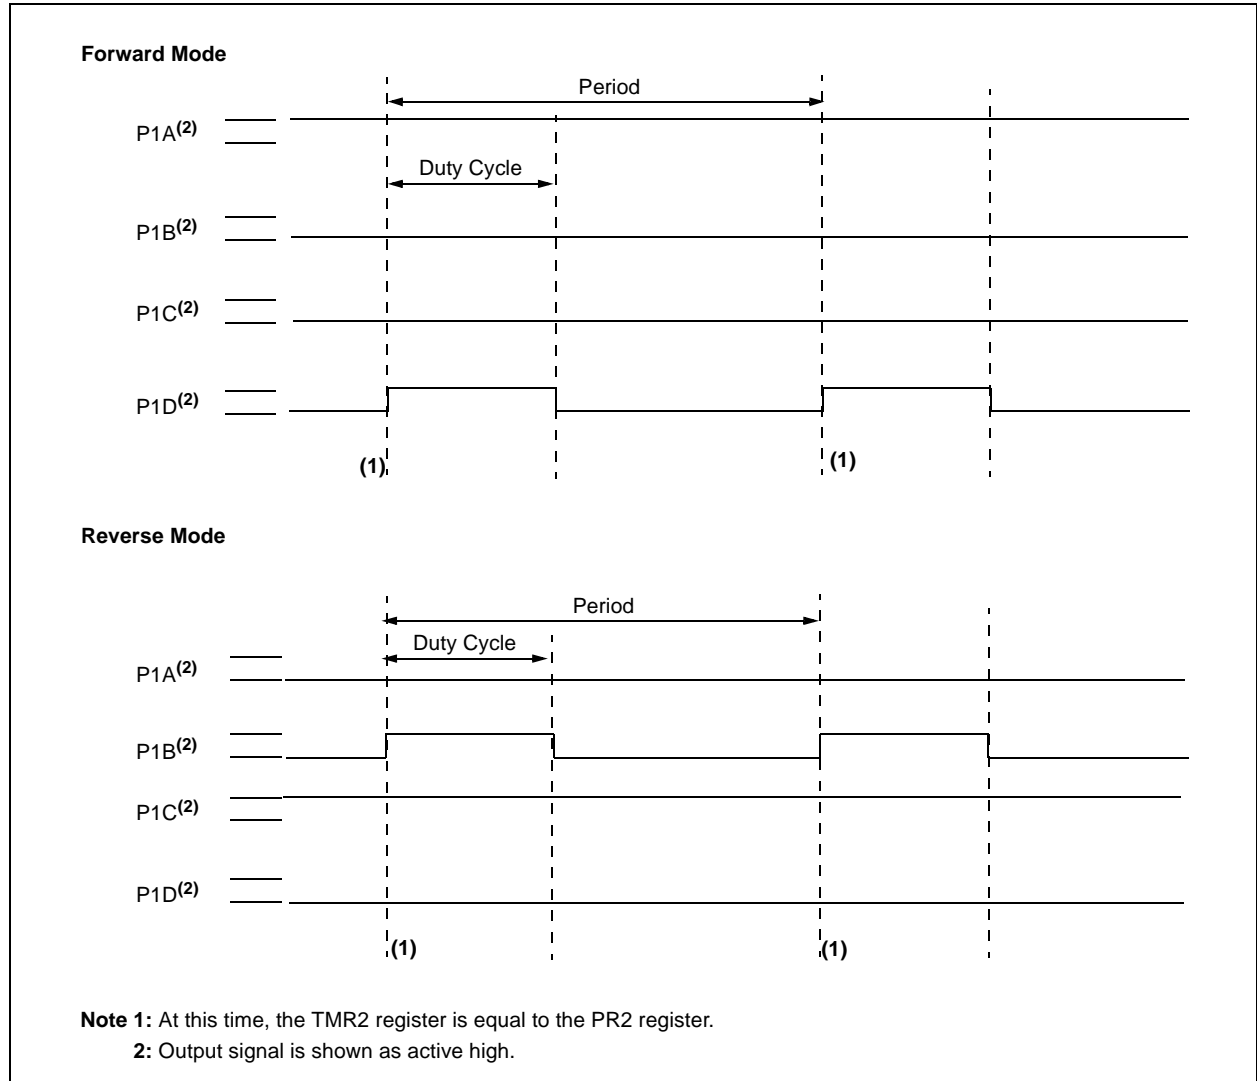 Forward Mode
Period
P1A(2)
Duty Cycle
P1B(2)
P1C(2)
P1D(2)
(1)
(1)
Reverse Mode
Period
Duty Cycle
P1A(2)
P1B(2)
P1C(2)
P1D(2)
(1)
(1)
Note 1: At this time, the TMR2 register is equal to the PR2 register.
2: Output signal is shown as active high.